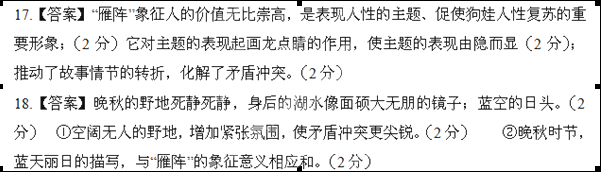 17.【答案】“雁阵”象征人的价值无比崇高，是表现人性的主题、促使狗娃人性复苏的重
要形象；（2 分）它对主题的表现起画龙点睛的作用，使主题的表现由隐而显（2 分）；
推动了故事情节的转折，化解了矛盾冲突。（2 分）
18.【答案】晚秋的野地死静死静，身后的湖水像面硕大无朋的镜子；蓝空的日头。（2
分） ①空阔无人的野地，增加紧张氛围，使矛盾冲突更尖锐。（2 分） ②晚秋时节，
蓝天丽日的描写，与“雁阵”的象征意义相应和。（2 分）